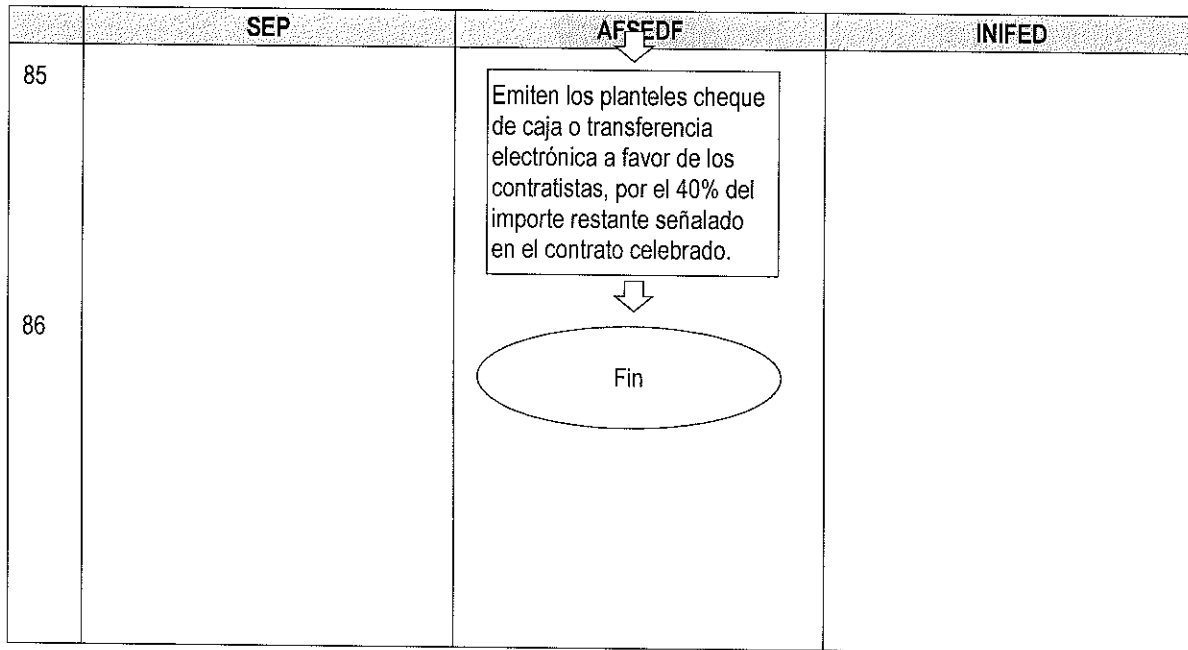 SEP AFSEDF INIFED
85
Emiten los planteles cheque
de caja o transferencia
electrónica a favor de los
contratistas, por el 40% del
importe restante señalado
en el contrato celebrado.
86
Fin